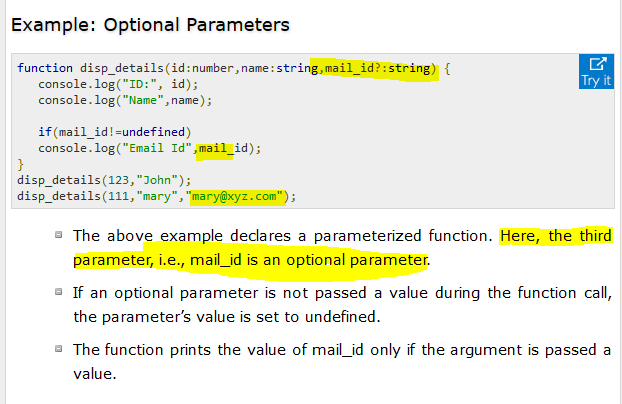 Example: Optional Parameters
function disp_details(id:number,name:string,mail_id?:string) {
Try it
   console.log("ID:", id);
   console.log("Name",name);

   if(mail_id!=undefined)
   console.log("Email Id",mail_id);
}
disp_details(123,"John");
disp_details(111,"mary","mary@xyz.com");
The above example declares a parameterized function. Here, the third
parameter, i.e., mail_id is an optional parameter.
If an optional parameter is not passed a value during the function call,
the parameter’s value is set to undefined.
The function prints the value of mail_id only if the argument is passed a
value.